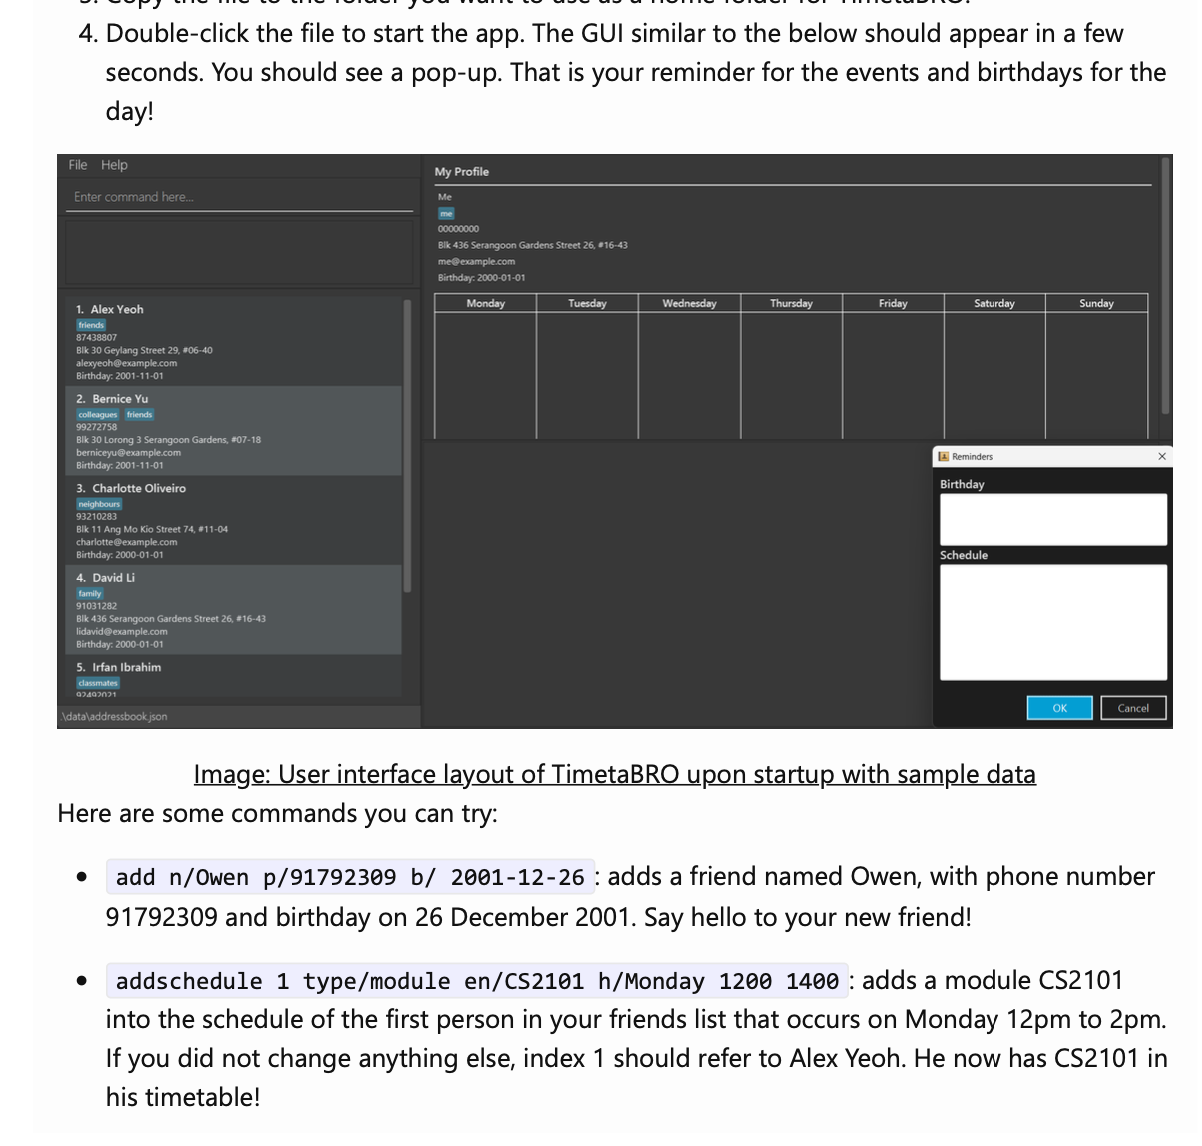 3. Copy the file to the folder you want to use as a home folder for TimetaBRO.
4. Double-click the file to start the app. The GUI similar to the below should appear in a few
seconds. You should see a pop-up. That is your reminder for the events and birthdays for the
day!
File Help
Enter command here...
1. Alex Yeoh
friends
87438807
Blk 30 Geylang Street 29, #06-40
alexyeoh@example.com
Birthday: 2001-11-01
2. Bernice Yu
colleagues friends
99272758
Blk 30 Lorong 3 Serangoon Gardens, #07-18
berniceyu@example.com
Birthday: 2001-11-01
3. Charlotte Oliveiro
neighbours
93210283
Blk 11 Ang Mo Kio Street 74, #11-04
charlotte@example.com
Birthday: 2000-01-01
4. David Li
family
91031282
Blk 436 Serangoon Gardens Street 26, #16-43
lidavid@example.com
Birthday: 2000-01-01
5. Irfan Ibrahim
classmates
92492021
.\data\addressbook.json
My Profile
Me
me
00000000
Blk 436 Serangoon Gardens Street 26, #16-43
me@example.com
Birthday: 2000-01-01
Monday Tuesday Wednesday Thursday Friday Saturday Sunday
Reminders
Birthday
Schedule
OK Cancel
Image: User interface layout of TimetaBRO upon startup with sample data
Here are some commands you can try:
• add n/Owen p/91792309 b/ 2001-12-26 : adds a friend named Owen, with phone number
91792309 and birthday on 26 December 2001. Say hello to your new friend!
• addschedule 1 type/module en/CS2101 h/Monday 1200 1400 : adds a module CS2101
into the schedule of the first person in your friends list that occurs on Monday 12pm to 2pm.
If you did not change anything else, index 1 should refer to Alex Yeoh. He now has CS2101 in
his timetable!